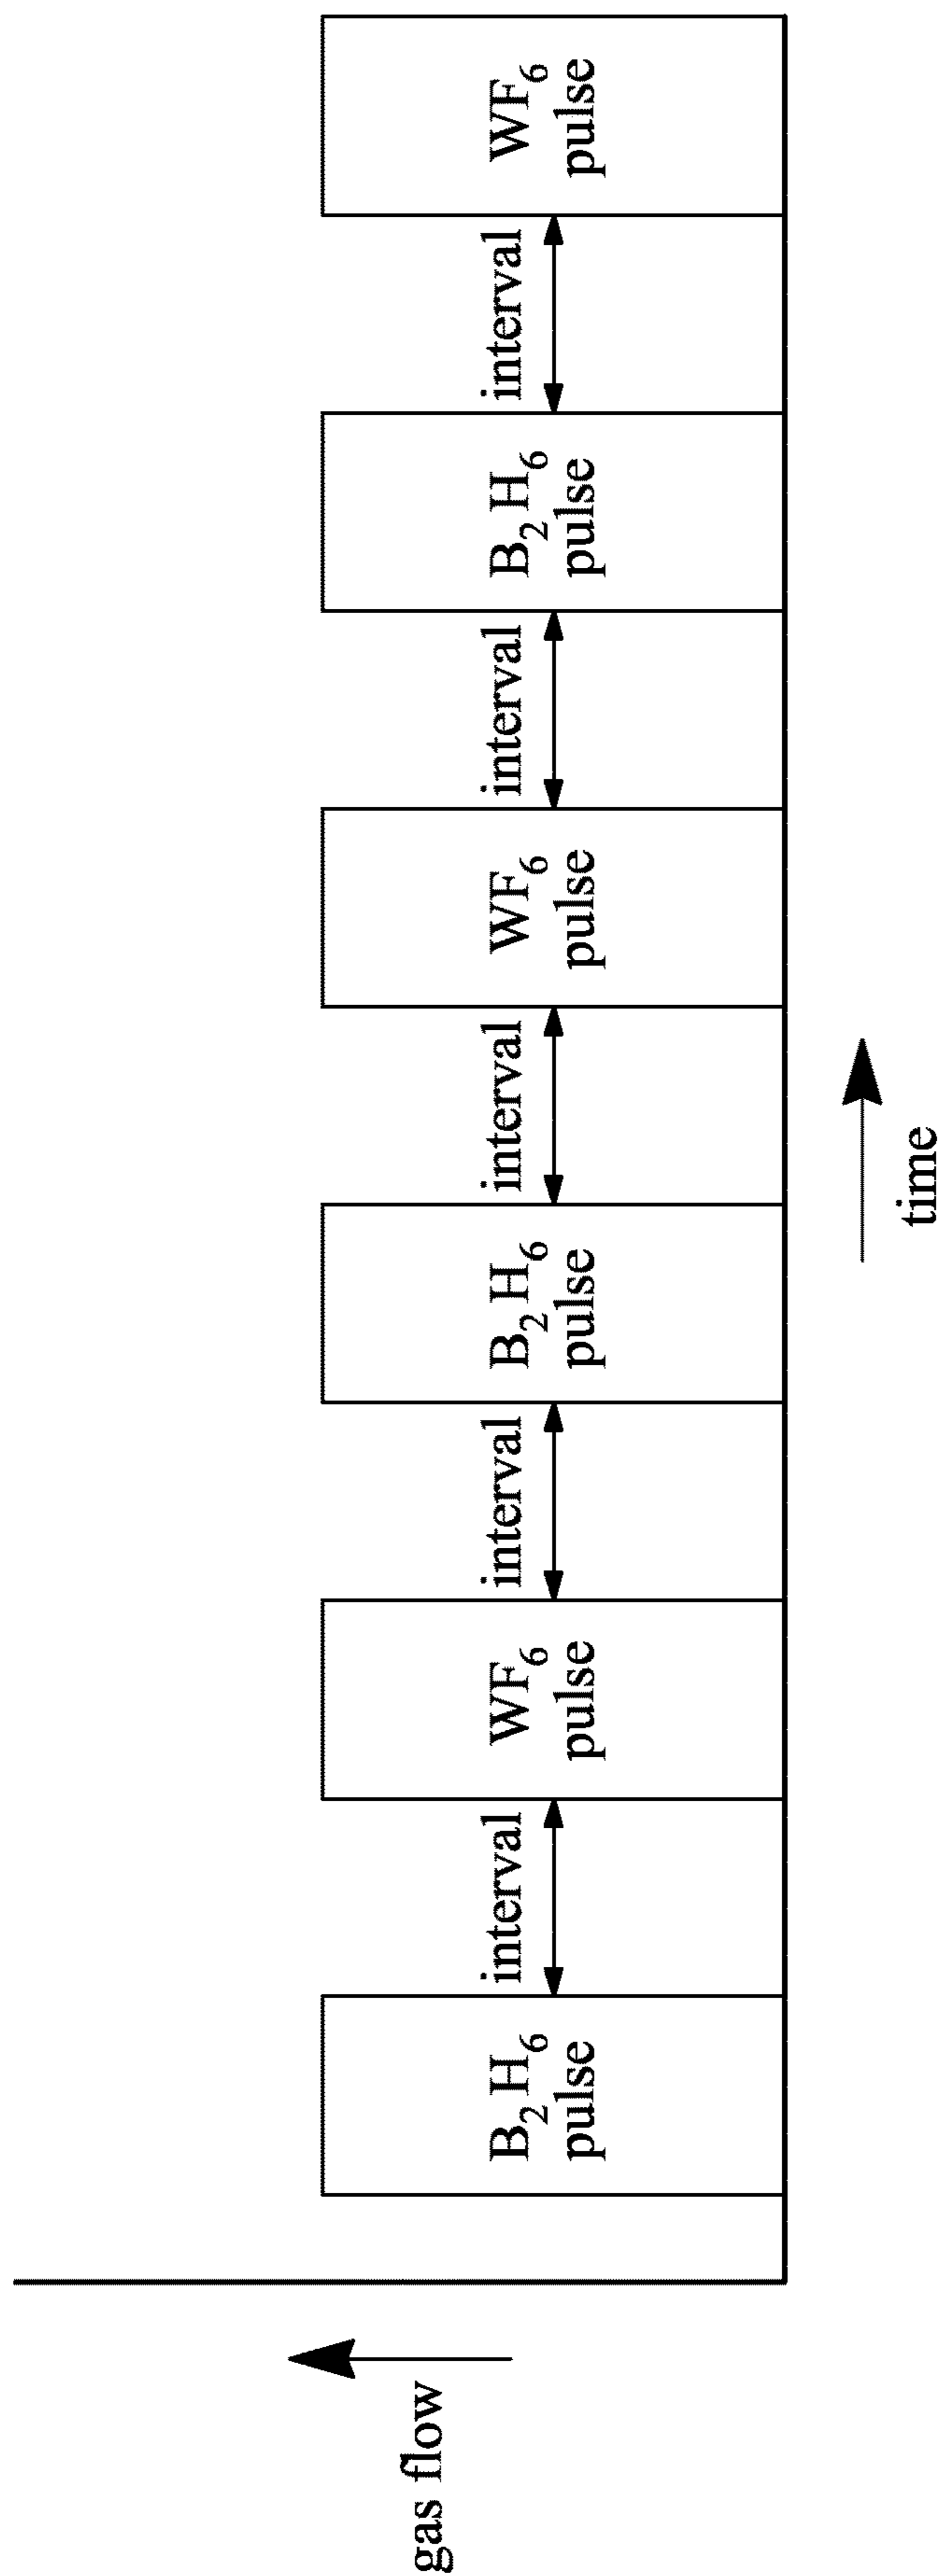 gas flow
B2H6
pulse
interval
WF6
pulse
interval
B2H6
pulse
interval
WF6
pulse
interval
B2H6
pulse
interval
WF6
pulse
time